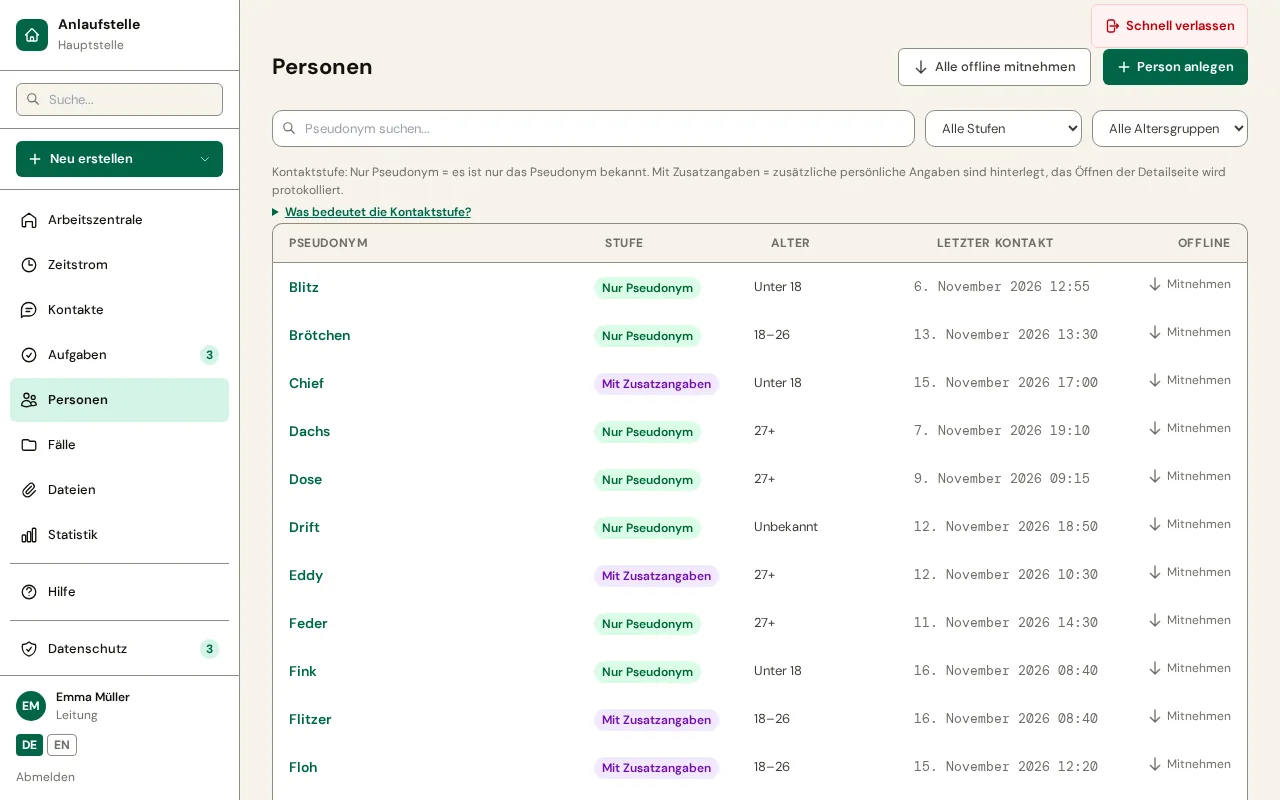 Anlaufstelle
Hauptstelle
Suche...
Neu erstellen
Arbeitszentrale
Zeitstrom
Kontakte
Aufgaben 3
Personen
Fälle
Dateien
Statistik
Hilfe
Datenschutz 3
EM Emma Müller
Leitung
DE EN
Abmelden
Schnell verlassen
Personen
Alle offline mitnehmen
Person anlegen
Pseudonym suchen...
Alle Stufen
Alle Altersgruppen
Kontaktstufe: Nur Pseudonym = es ist nur das Pseudonym bekannt. Mit Zusatzangaben = zusätzliche persönliche Angaben sind hinterlegt, das Öffnen der Detailseite wird
protokolliert.
Was bedeutet die Kontaktstufe?
PSEUDONYM STUFE ALTER LETZTER KONTAKT OFFLINE
Blitz Nur Pseudonym Unter 18 6. November 2026 12:55 Mitnehmen
Brötchen Nur Pseudonym 18–26 13. November 2026 13:30 Mitnehmen
Chief Mit Zusatzangaben Unter 18 15. November 2026 17:00 Mitnehmen
Dachs Nur Pseudonym 27+ 7. November 2026 19:10 Mitnehmen
Dose Nur Pseudonym 27+ 9. November 2026 09:15 Mitnehmen
Drift Nur Pseudonym Unbekannt 12. November 2026 18:50 Mitnehmen
Eddy Mit Zusatzangaben 27+ 12. November 2026 10:30 Mitnehmen
Feder Nur Pseudonym 27+ 11. November 2026 14:30 Mitnehmen
Fink Nur Pseudonym Unter 18 16. November 2026 08:40 Mitnehmen
Flitzer Mit Zusatzangaben 18–26 16. November 2026 08:40 Mitnehmen
Floh Mit Zusatzangaben 18–26 15. November 2026 12:20 Mitnehmen